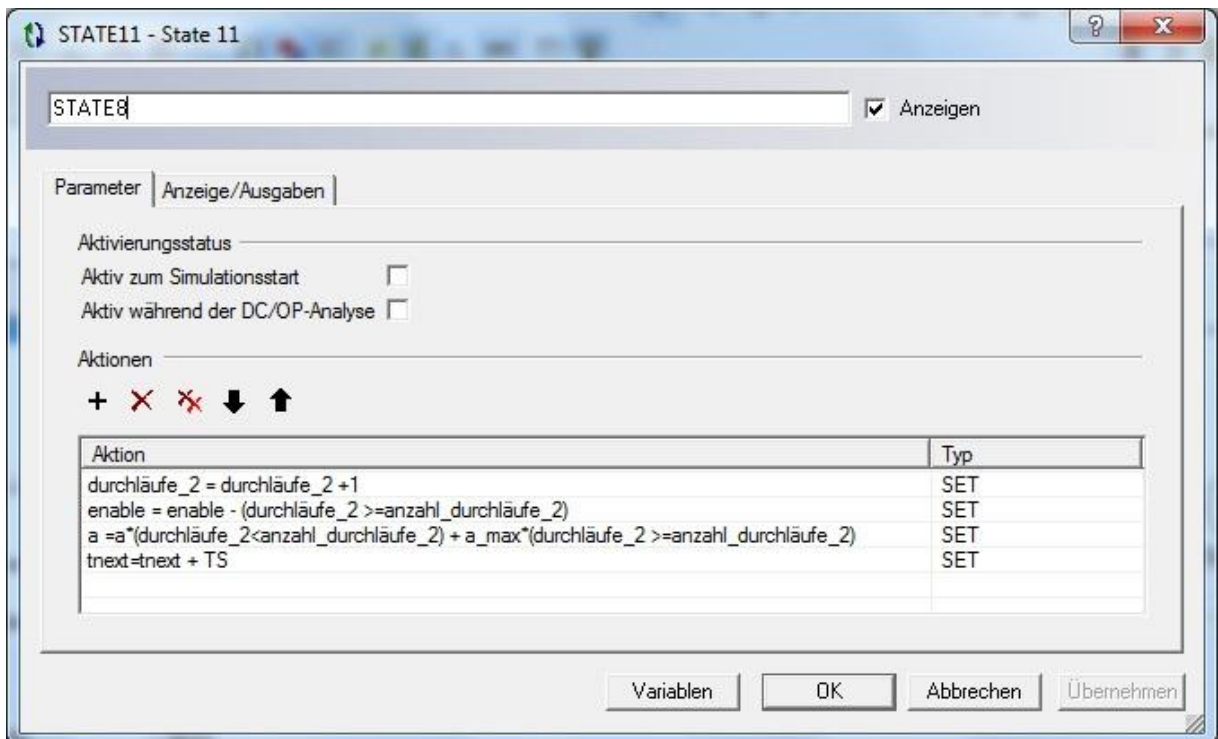 STATE11 - State 11
STATE8
Anzeigen
Parameter Anzeige/Ausgaben
Aktivierungsstatus
Aktiv zum Simulationsstart
Aktiv während der DC/OP-Analyse
Aktionen
Aktion Typ
durchläufe_2 = durchläufe_2 +1 SET
enable = enable - (durchläufe_2 >=anzahl_durchläufe_2) SET
a =a*(durchläufe_2<anzahl_durchläufe_2) + a_max*(durchläufe_2 >=anzahl_durchläufe_2) SET
tnext=tnext + TS SET
Variablen OK Abbrechen Übernehmen